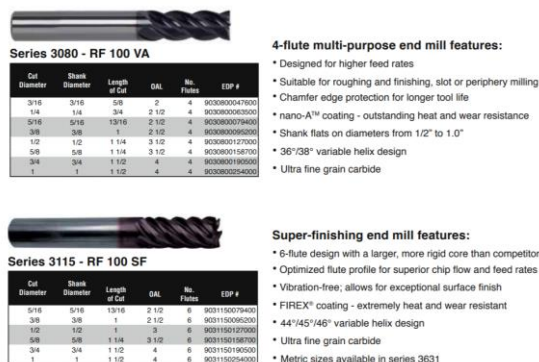 Series 3080 - RF 100 VA
Cut Diameter Shank Diameter Length of Cut OAL No. Flutes EDP #
3/16 3/16 5/8 2 4 9030800047600
1/4 1/4 3/4 2 1/2 4 9030800063500
5/16 5/16 13/16 2 1/2 4 9030800079400
3/8 3/8 1 2 1/2 4 9030800095200
1/2 1/2 1 1/4 3 1/2 4 9030800127000
5/8 5/8 1 1/4 3 1/2 4 9030800158700
3/4 3/4 1 1/2 4 4 9030800190500
1 1 1 1/2 4 4 9030800254000
4-flute multi-purpose end mill features:
* Designed for higher feed rates
* Suitable for roughing and finishing, slot or periphery milling
* Chamfer edge protection for longer tool life
* nano-A™ coating - outstanding heat and wear resistance
* Shank flats on diameters from 1/2" to 1.0"
* 36°/38° variable helix design
* Ultra fine grain carbide
Series 3115 - RF 100 SF
Cut Diameter Shank Diameter Length of Cut OAL No. Flutes EDP #
5/16 5/16 13/16 2 1/2 6 9031150079400
3/8 3/8 1 2 1/2 6 9031150095200
1/2 1/2 1 3 6 9031150127000
5/8 5/8 1 1/4 3 1/2 6 9031150158700
3/4 3/4 1 1/2 4 6 9031150190500
1 1 1 1/2 4 6 9031150254000
Super-finishing end mill features:
* 6-flute design with a larger, more rigid core than competitor
* Optimized flute profile for superior chip flow and feed rates
* Vibration-free; allows for exceptional surface finish
* FIREX® coating - extremely heat and wear resistant
* 44°/45°/46° variable helix design
* Ultra fine grain carbide
* Metric sizes available in series 3631